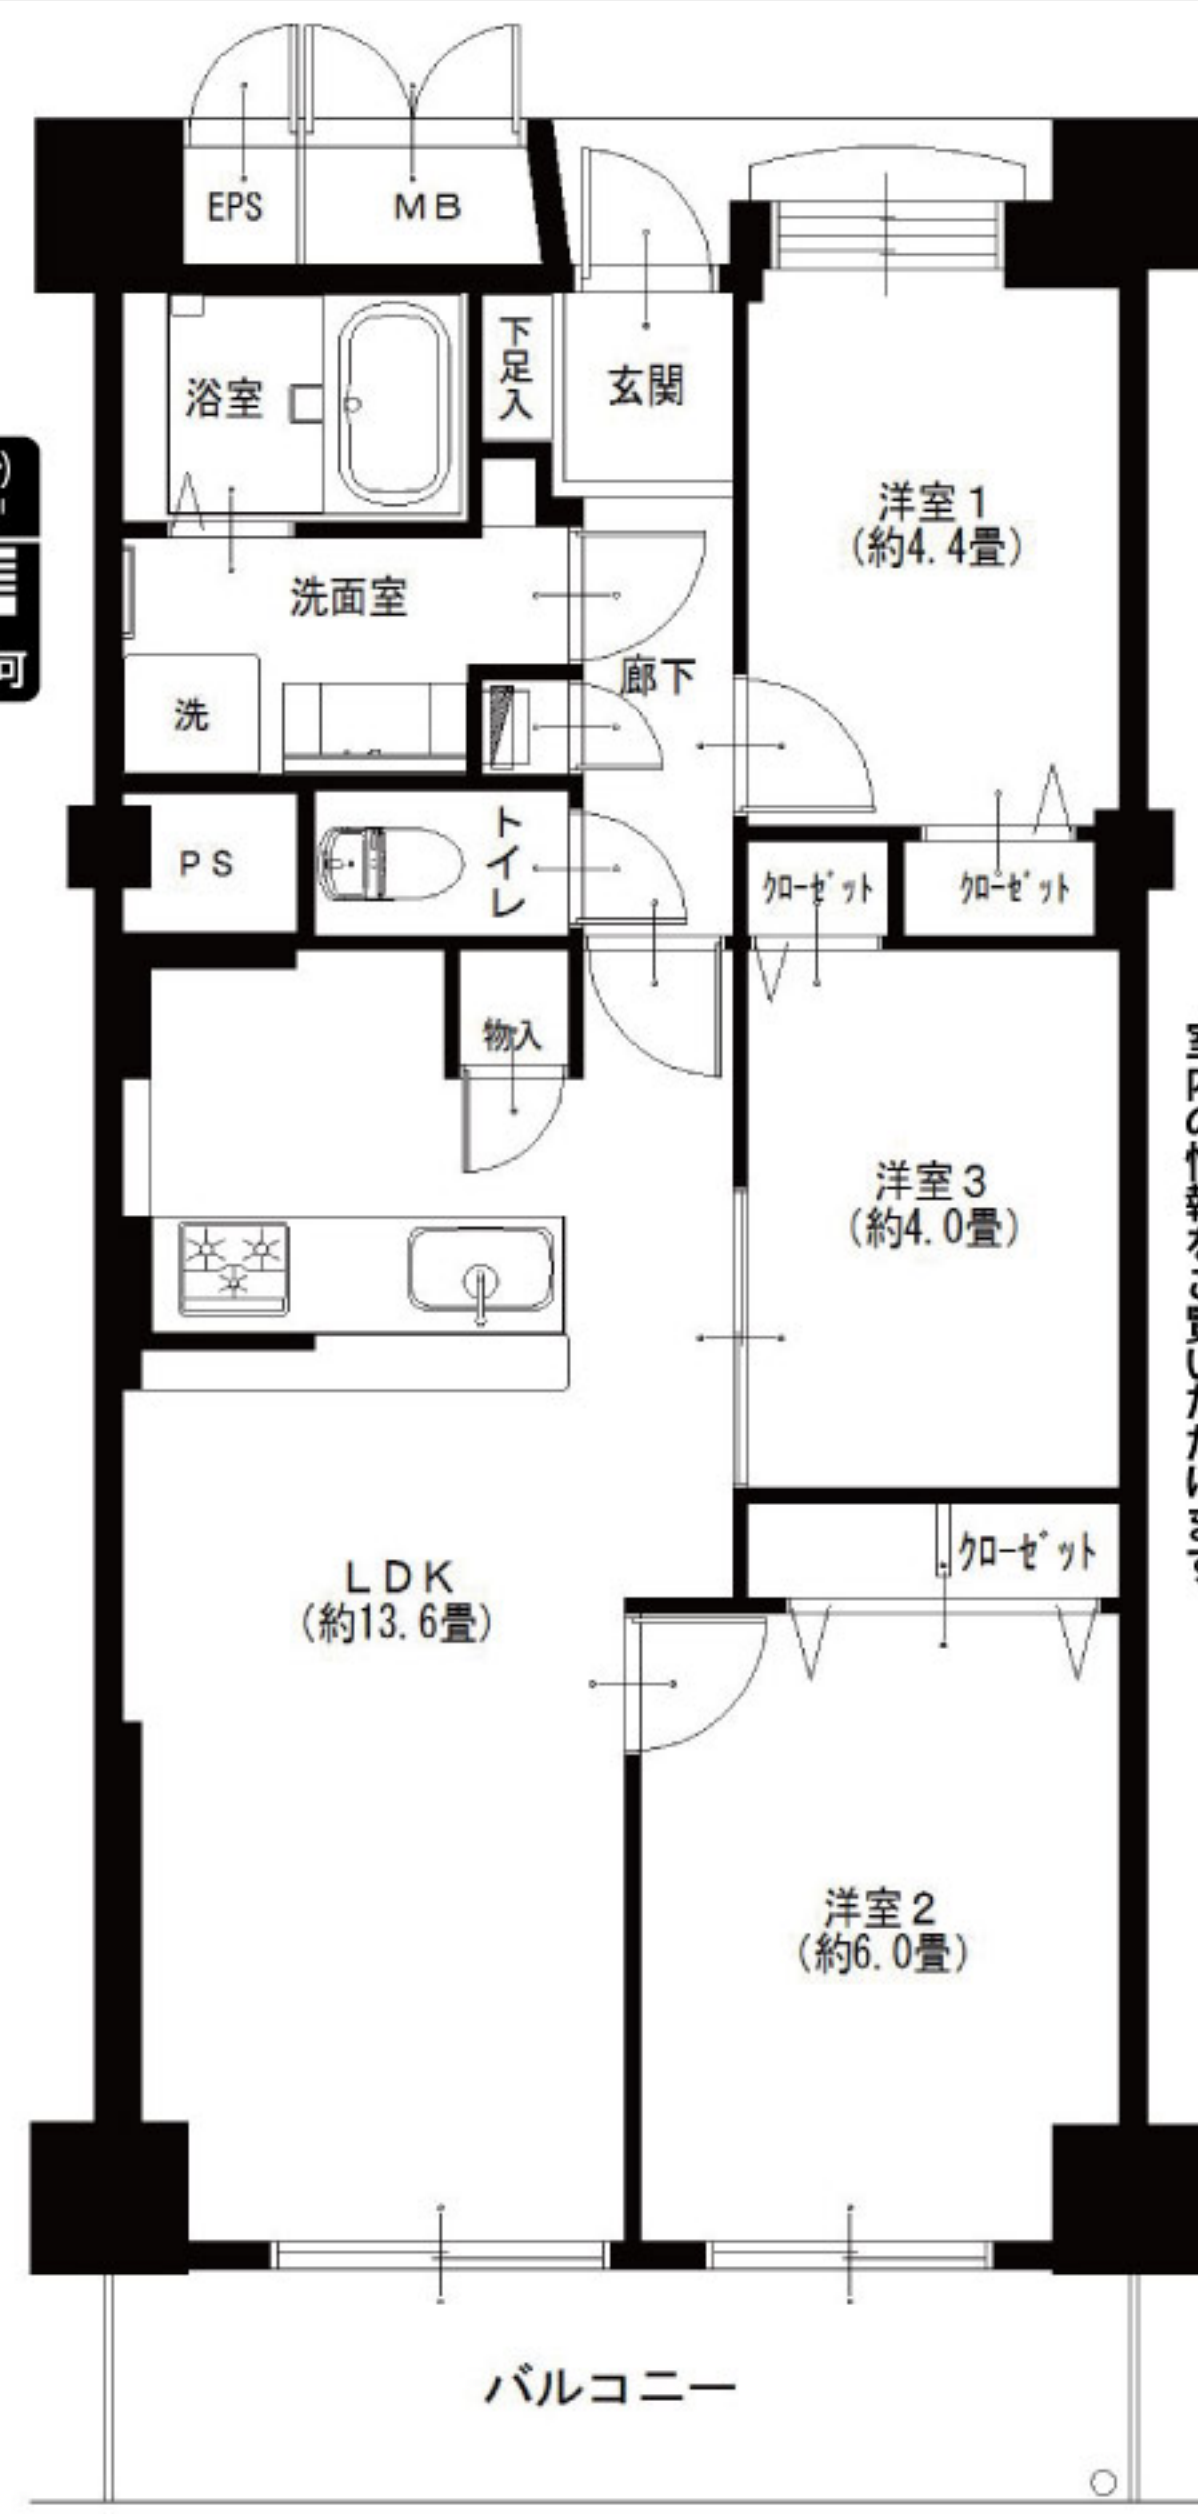 EPS
MB
下足入
玄関
浴室
洋室1
(約4.4畳)
洗面室
廊下
洗
トイレ
PS
クローゼット
クローゼット
物入
洋室3
(約4.0畳)
クローゼット
LDK
(約13.6畳)
洋室2
(約6.0畳)
バルコニー
可